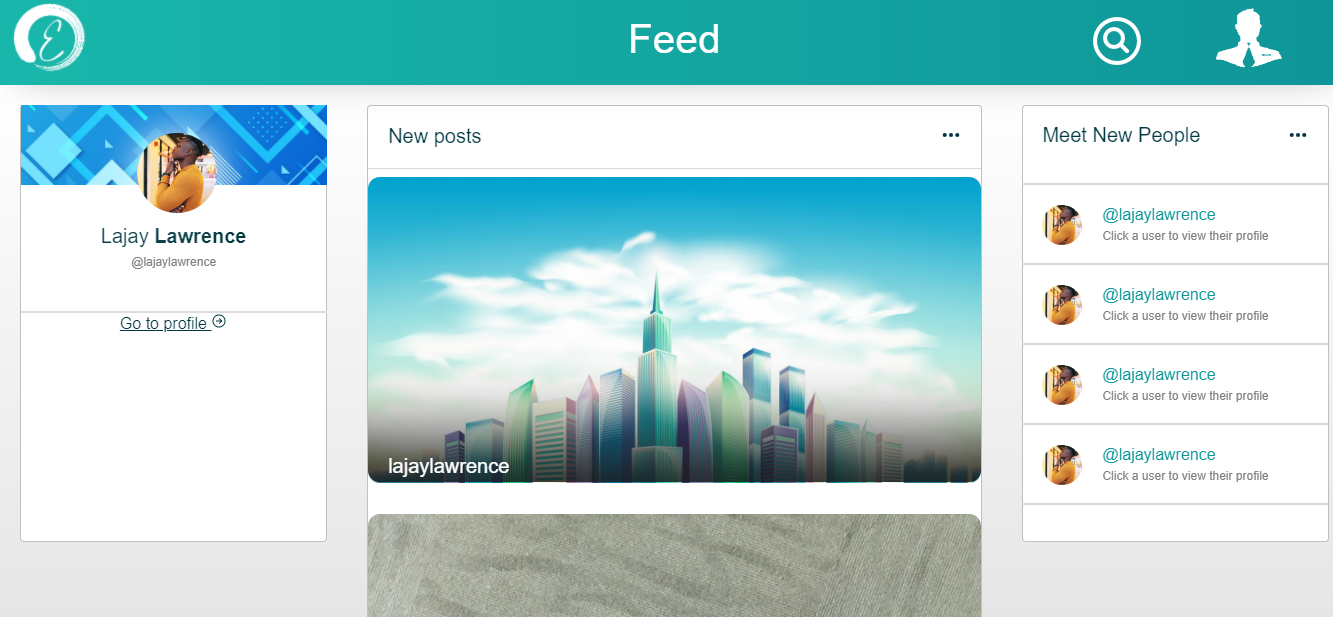 E
Feed
Lajay Lawrence
@lajaylawrence
Go to profile
New posts
lajaylawrence
Meet New People
@lajaylawrence
Click a user to view their profile
@lajaylawrence
Click a user to view their profile
@lajaylawrence
Click a user to view their profile
@lajaylawrence
Click a user to view their profile